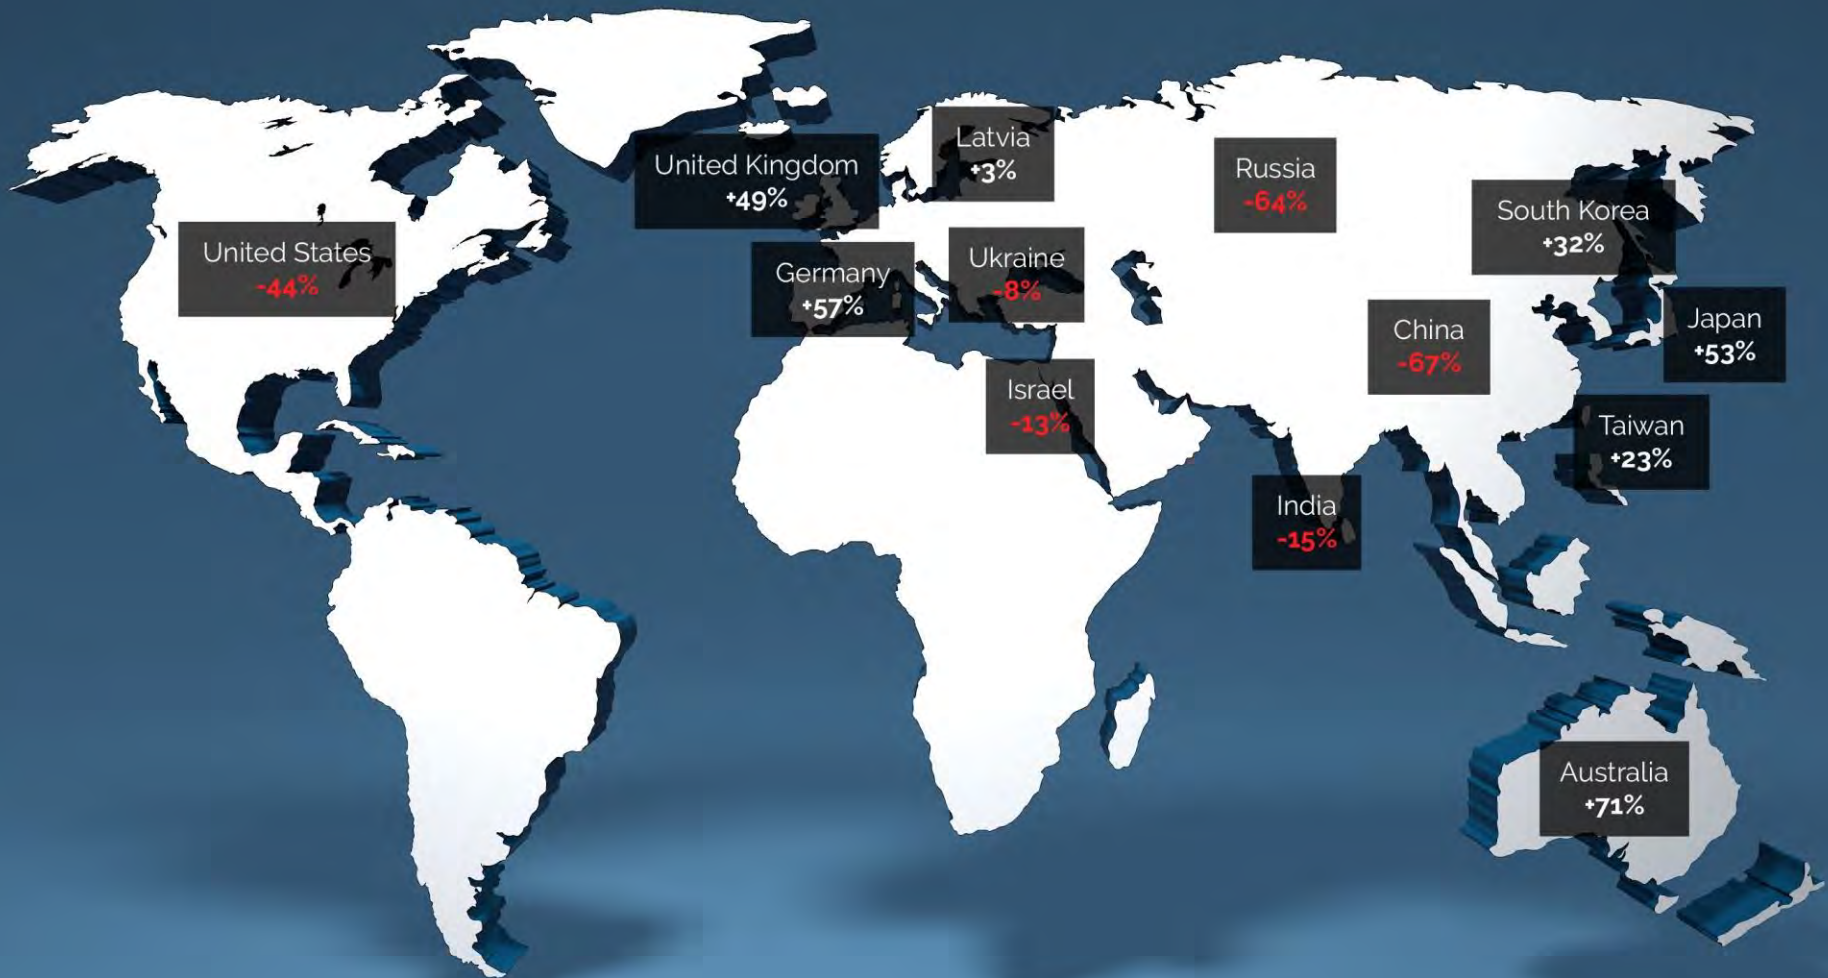 Latvia
+3%
United Kingdom
+49%
Russia
-64%
South Korea
+32%
United States
-44%
Ukraine
-8%
Germany
+57%
Japan
+53%
China
-67%
Israel
-13%
Taiwan
+23%
India
-15%
Australia
+71%